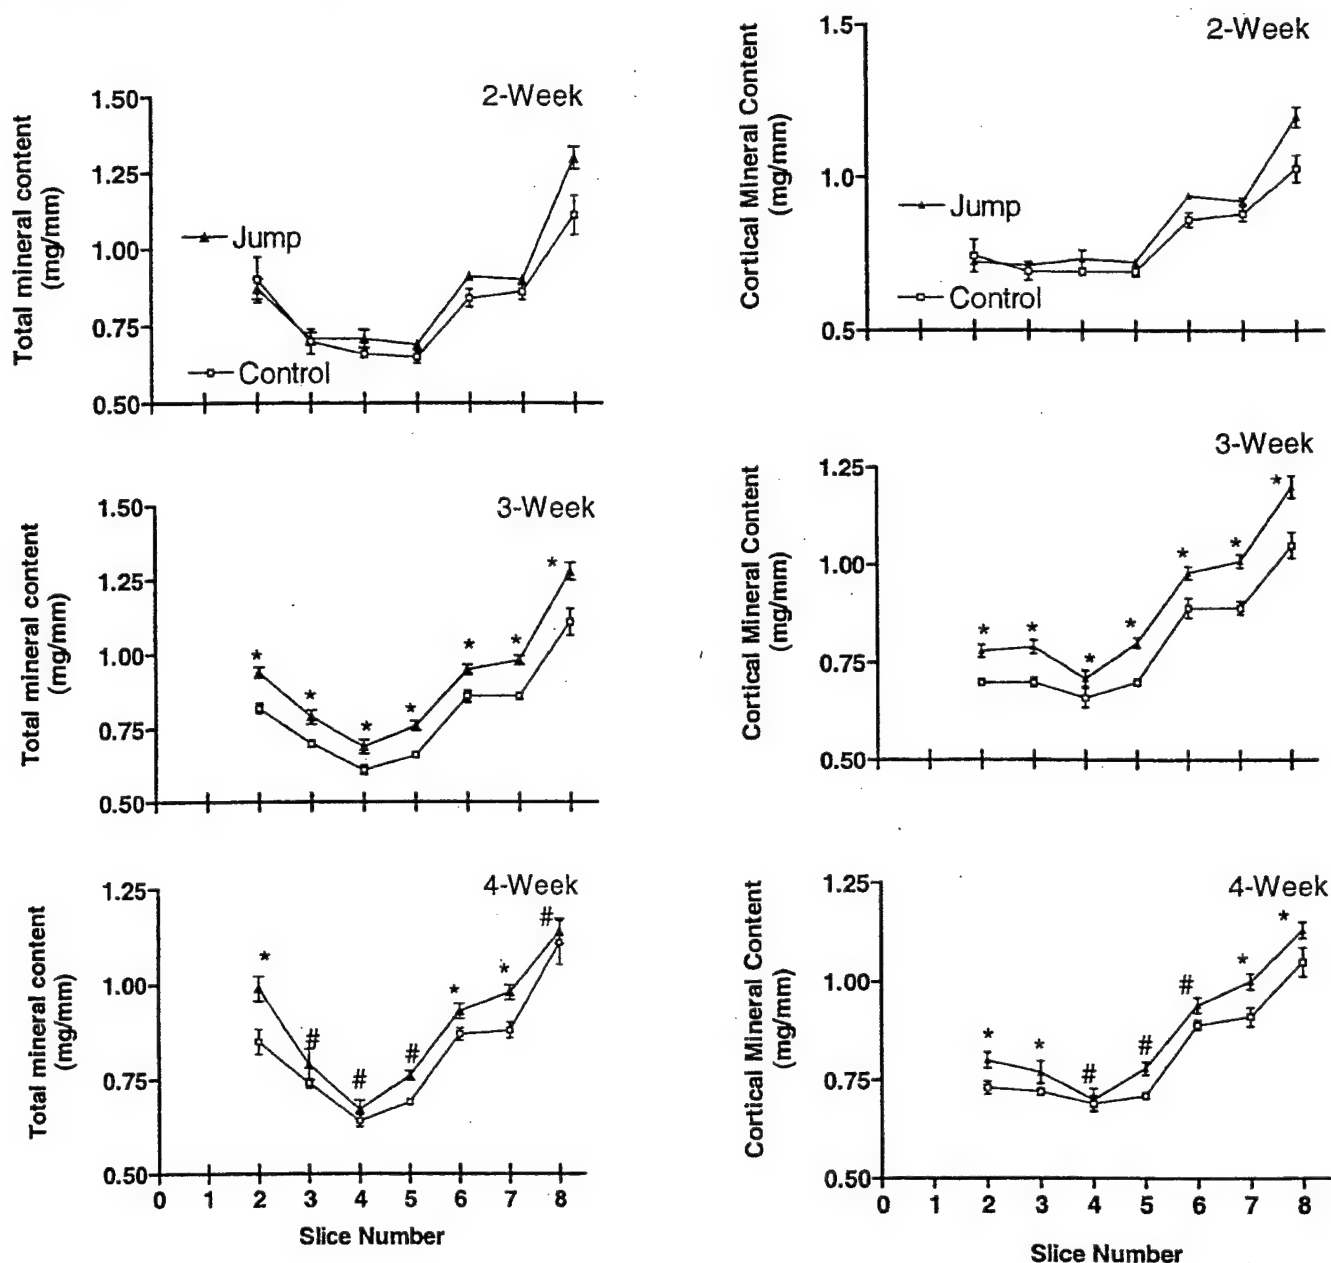 2-Week
Total mineral content
(mg/mm)
1.50
1.25
1.00
0.75
0.50
Jump
Control
2-Week
Cortical Mineral Content
(mg/mm)
1.5
1.0
0.5
Jump
Control
3-Week
Total mineral content
(mg/mm)
1.50
1.25
1.00
0.75
0.50
* * * * * * *
3-Week
Cortical Mineral Content
(mg/mm)
1.25
1.00
0.75
0.50
* * * * * * *
4-Week
Total mineral content
(mg/mm)
1.25
1.00
0.75
0.50
* # # # * * #
0 1 2 3 4 5 6 7 8
Slice Number
4-Week
Cortical Mineral Content
(mg/mm)
1.25
1.00
0.75
0.50
* * # # # * *
0 1 2 3 4 5 6 7 8
Slice Number